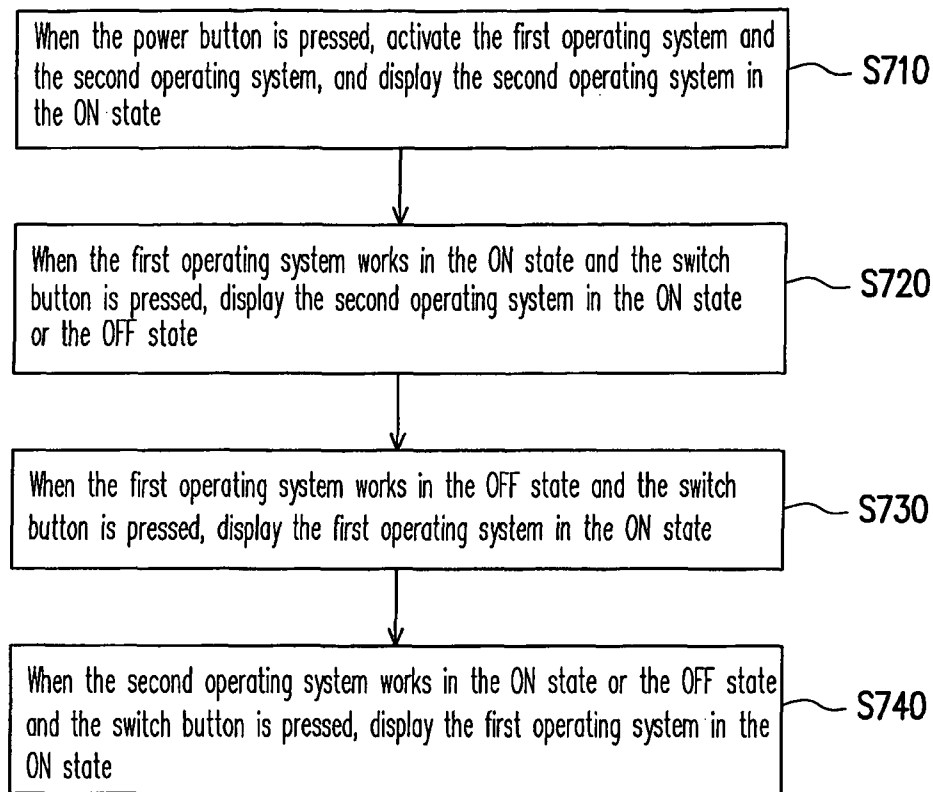 When the power button is pressed, activate the first operating system and
the second operating system, and display the second operating system in
the ON state
S710
When the first operating system works in the ON state and the switch
button is pressed, display the second operating system in the ON state
or the OFF state
S720
When the first operating system works in the OFF state and the switch
button is pressed, display the first operating system in the ON state
S730
When the second operating system works in the ON state or the OFF state
and the switch button is pressed, display the first operating system in the
ON state
S740